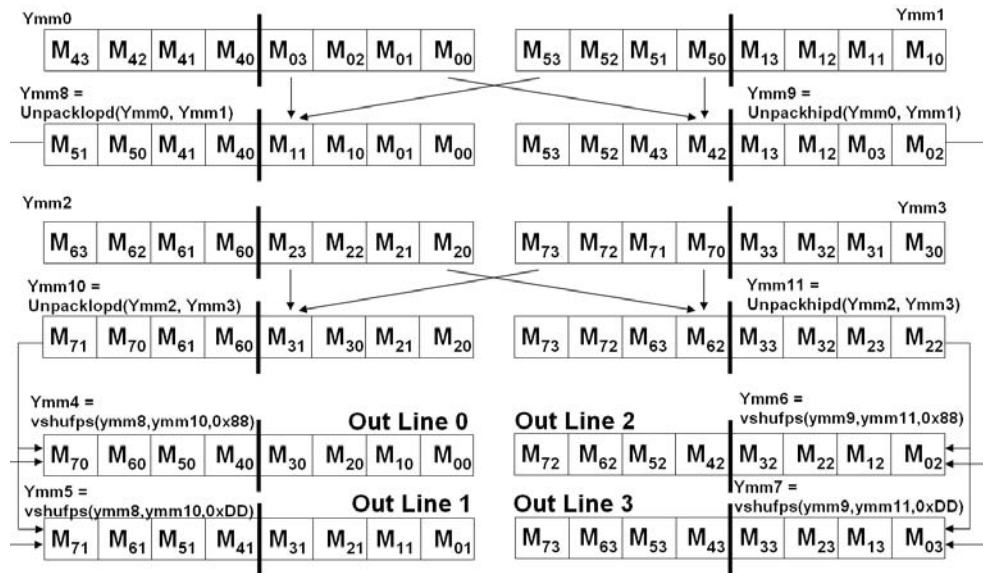 Ymm0
Ymm1
M43 M42 M41 M40 M03 M02 M01 M00
M53 M52 M51 M50 M13 M12 M11 M10
Ymm8 =
Unpacklopd(Ymm0, Ymm1)
Ymm9 =
Unpackhipd(Ymm0, Ymm1)
M51 M50 M41 M40 M11 M10 M01 M00
M53 M52 M43 M42 M13 M12 M03 M02
Ymm2
Ymm3
M63 M62 M61 M60 M23 M22 M21 M20
M73 M72 M71 M70 M33 M32 M31 M30
Ymm10 =
Unpacklopd(Ymm2, Ymm3)
Ymm11 =
Unpackhipd(Ymm2, Ymm3)
M71 M70 M61 M60 M31 M30 M21 M20
M73 M72 M63 M62 M33 M32 M23 M22
Ymm4 =
vshufps(ymm8,ymm10,0x88)
Out Line 0
Out Line 2
Ymm6 =
vshufps(ymm9,ymm11,0x88)
M70 M60 M50 M40 M30 M20 M10 M00
M72 M62 M52 M42 M32 M22 M12 M02
Ymm5 =
vshufps(ymm8,ymm10,0xDD)
Out Line 1
Out Line 3
Ymm7 =
vshufps(ymm9,ymm11,0xDD)
M71 M61 M51 M41 M31 M21 M11 M01
M73 M63 M53 M43 M33 M23 M13 M03